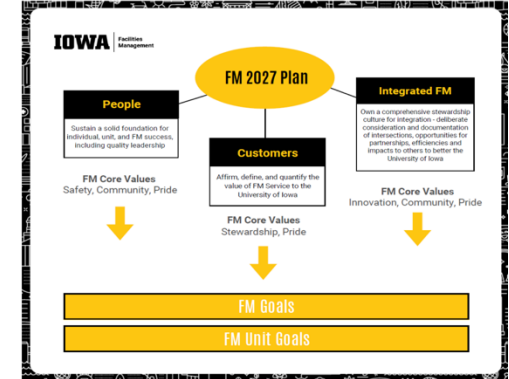 IOWA
Facilities
Management
FM 2027 Plan
People
Sustain a solid foundation for
individual, unit, and FM success,
including quality leadership
FM Core Values
Safety, Community, Pride
Customers
Affirm, define, and quantify the
value of FM Service to the
University of Iowa
FM Core Values
Stewardship, Pride
Integrated FM
Own a comprehensive stewardship
culture for integration - deliberate
consideration and documentation
of intersections, opportunities for
partnerships, efficiencies and
impacts to others to better the
University of Iowa
FM Core Values
Innovation, Community, Pride
FM Goals
FM Unit Goals